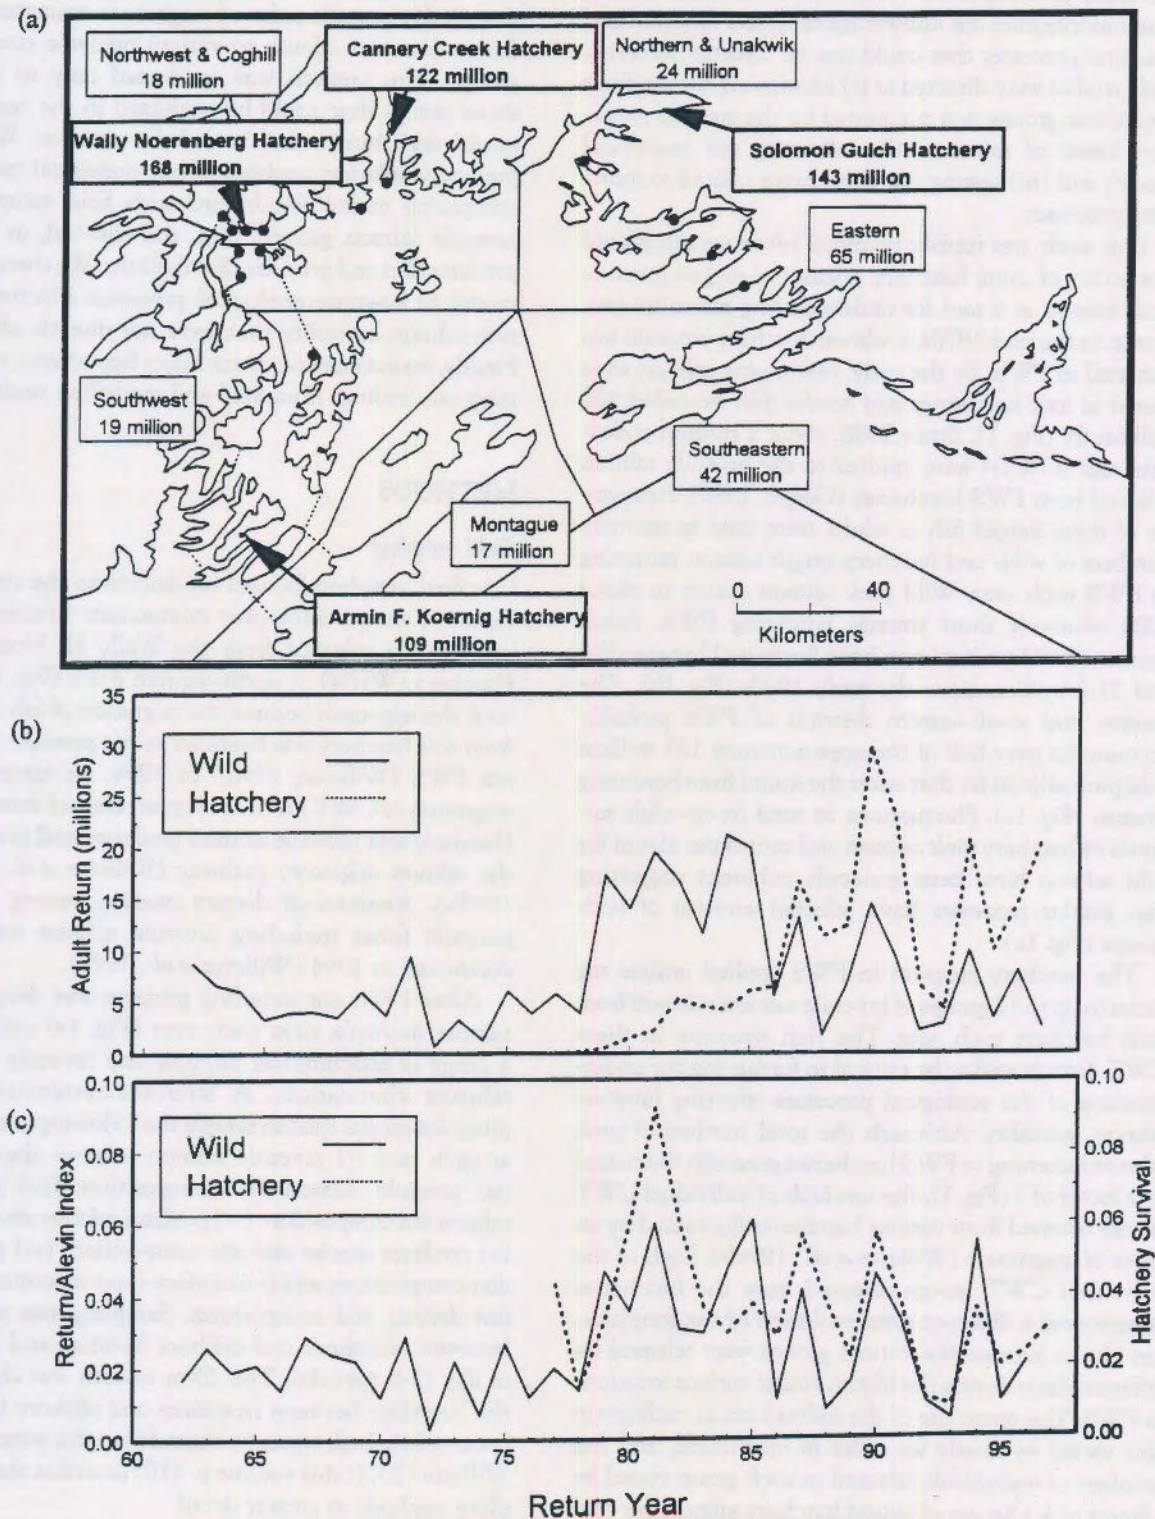 (a)
Northwest & Coghill
18 million
Cannery Creek Hatchery
122 million
Northern & Unakwik
24 million
Wally Noerenberg Hatchery
168 million
Solomon Gulch Hatchery
143 million
Eastern
65 million
Southwest
19 million
Southeastern
42 million
Montague
17 million
Armin F. Koernig Hatchery
109 million
0 40
Kilometers
(b)
Adult Return (millions)
35
30
25
20
15
10
5
0
Wild
Hatchery
(c)
Return/Alevin Index
0.10
0.08
0.06
0.04
0.02
0.00
Wild
Hatchery
0.10
0.08
0.06
0.04
0.02
0.00
Hatchery Survival
60 65 70 75 80 85 90 95
Return Year